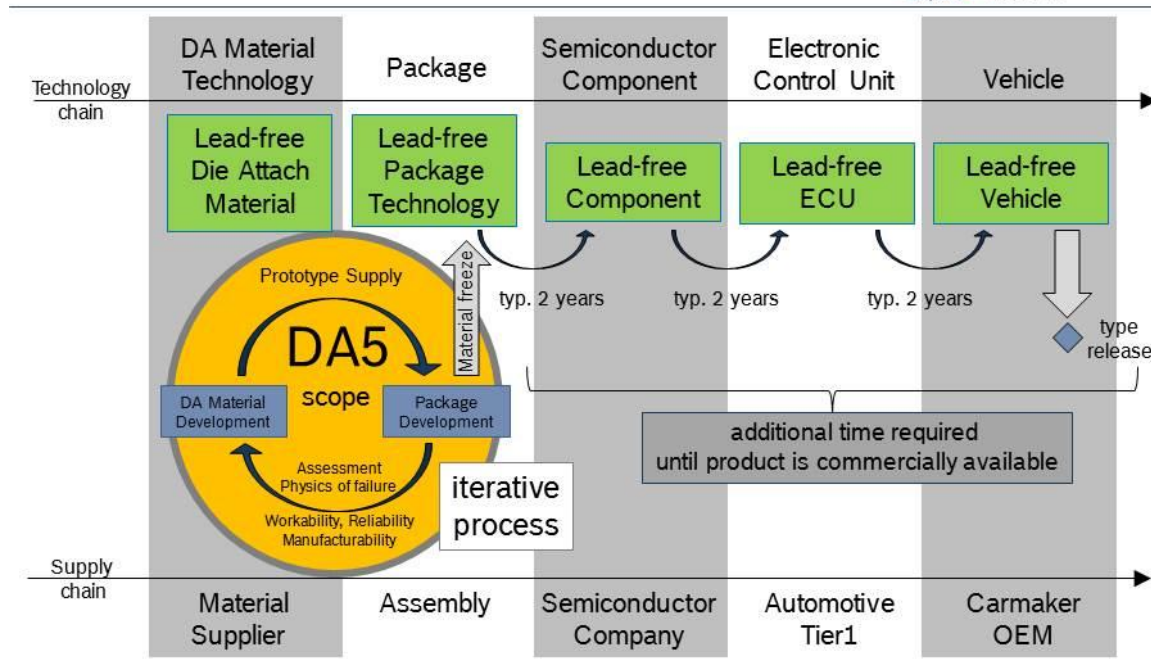 DA Material
Technology
Package
Semiconductor
Component
Electronic
Control Unit
Vehicle
Technology
chain
Lead-free
Die Attach
Material
Lead-free
Package
Technology
Lead-free
Component
Lead-free
ECU
Lead-free
Vehicle
Prototype Supply
Material freeze
typ. 2 years
typ. 2 years
typ. 2 years
type
release
DA5
scope
DA Material
Development
Package
Development
additional time required
until product is commercially available
Assessment
Physics of failure
Workability, Reliability
Manufacturability
iterative
process
Supply
chain
Material
Supplier
Assembly
Semiconductor
Company
Automotive
Tier1
Carmaker
OEM